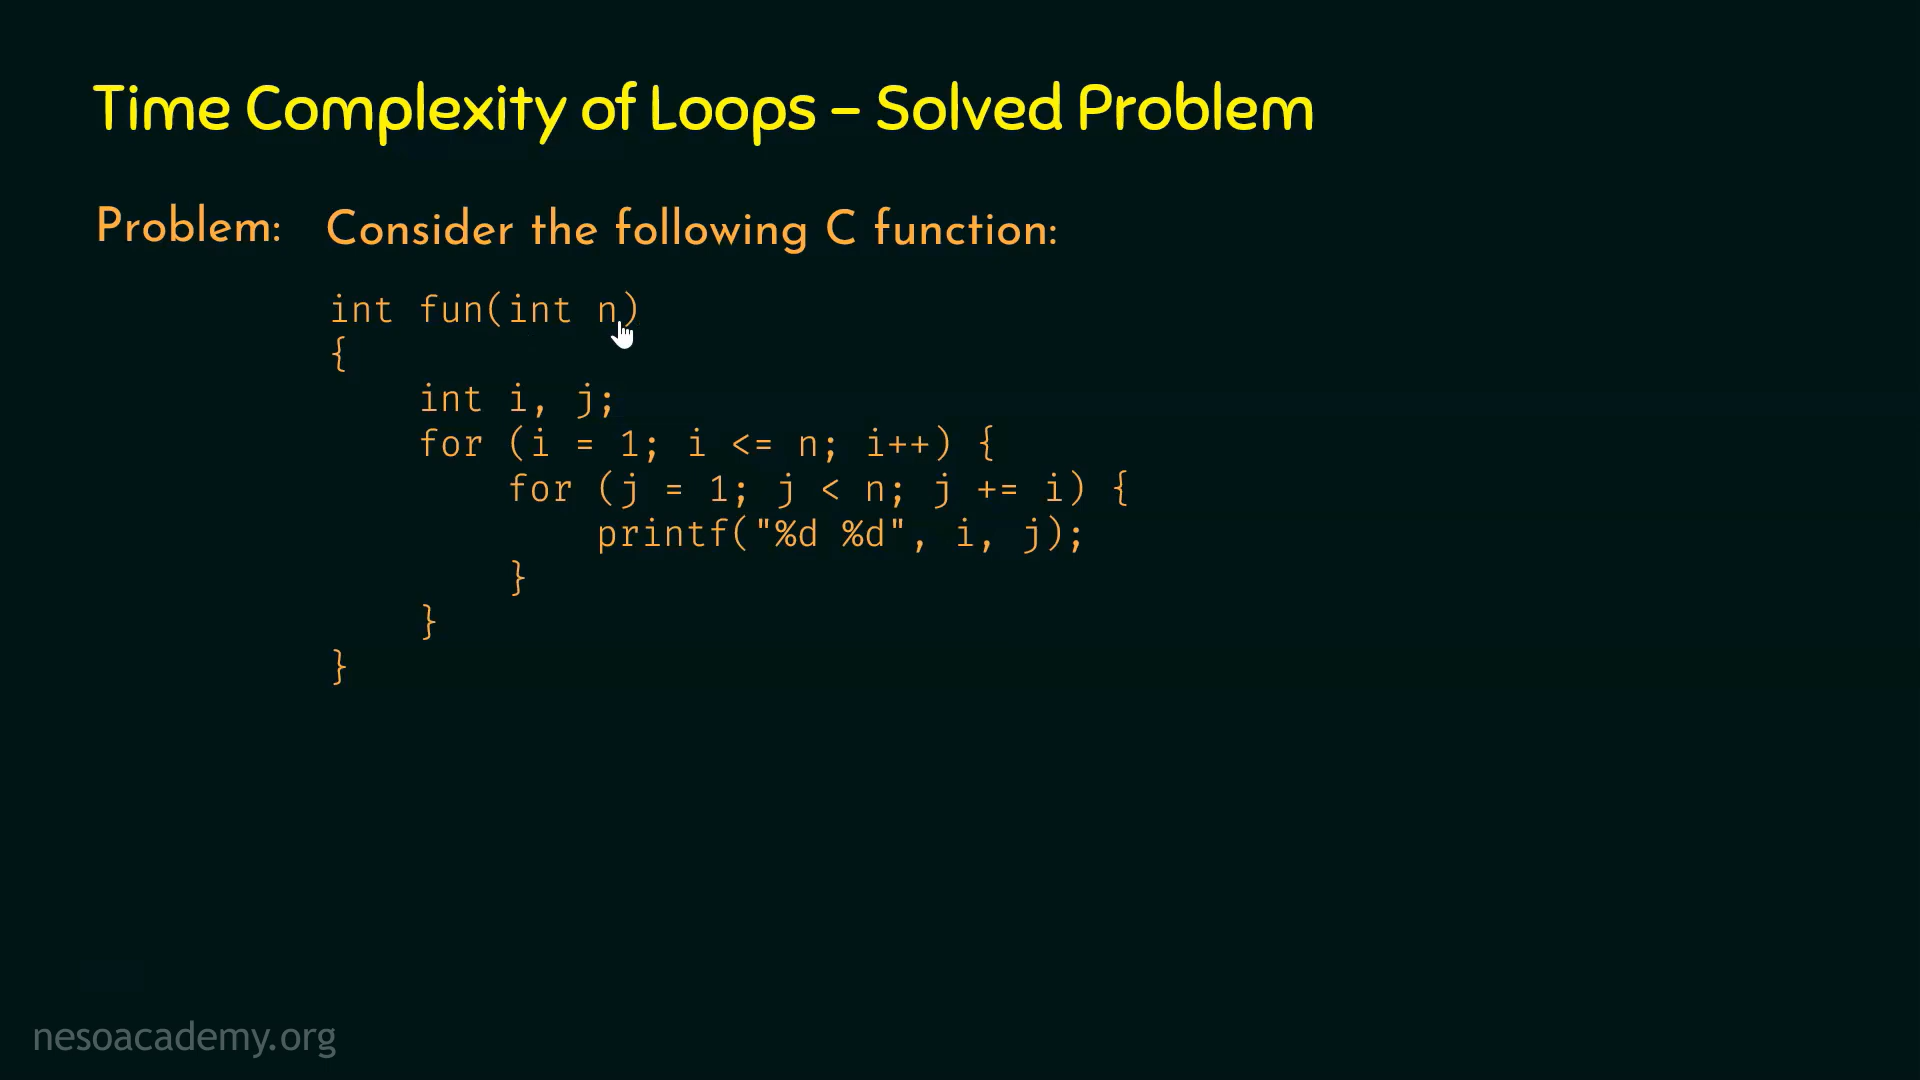 Time Complexity of Loops – Solved Problem
Problem: Consider the following C function:
int fun(int n)
{
int i, j;
for (i = 1; i <= n; i++) {
for (j = 1; j < n; j += i) {
printf("%d %d", i, j);
}
}
}
nesoacademy.org